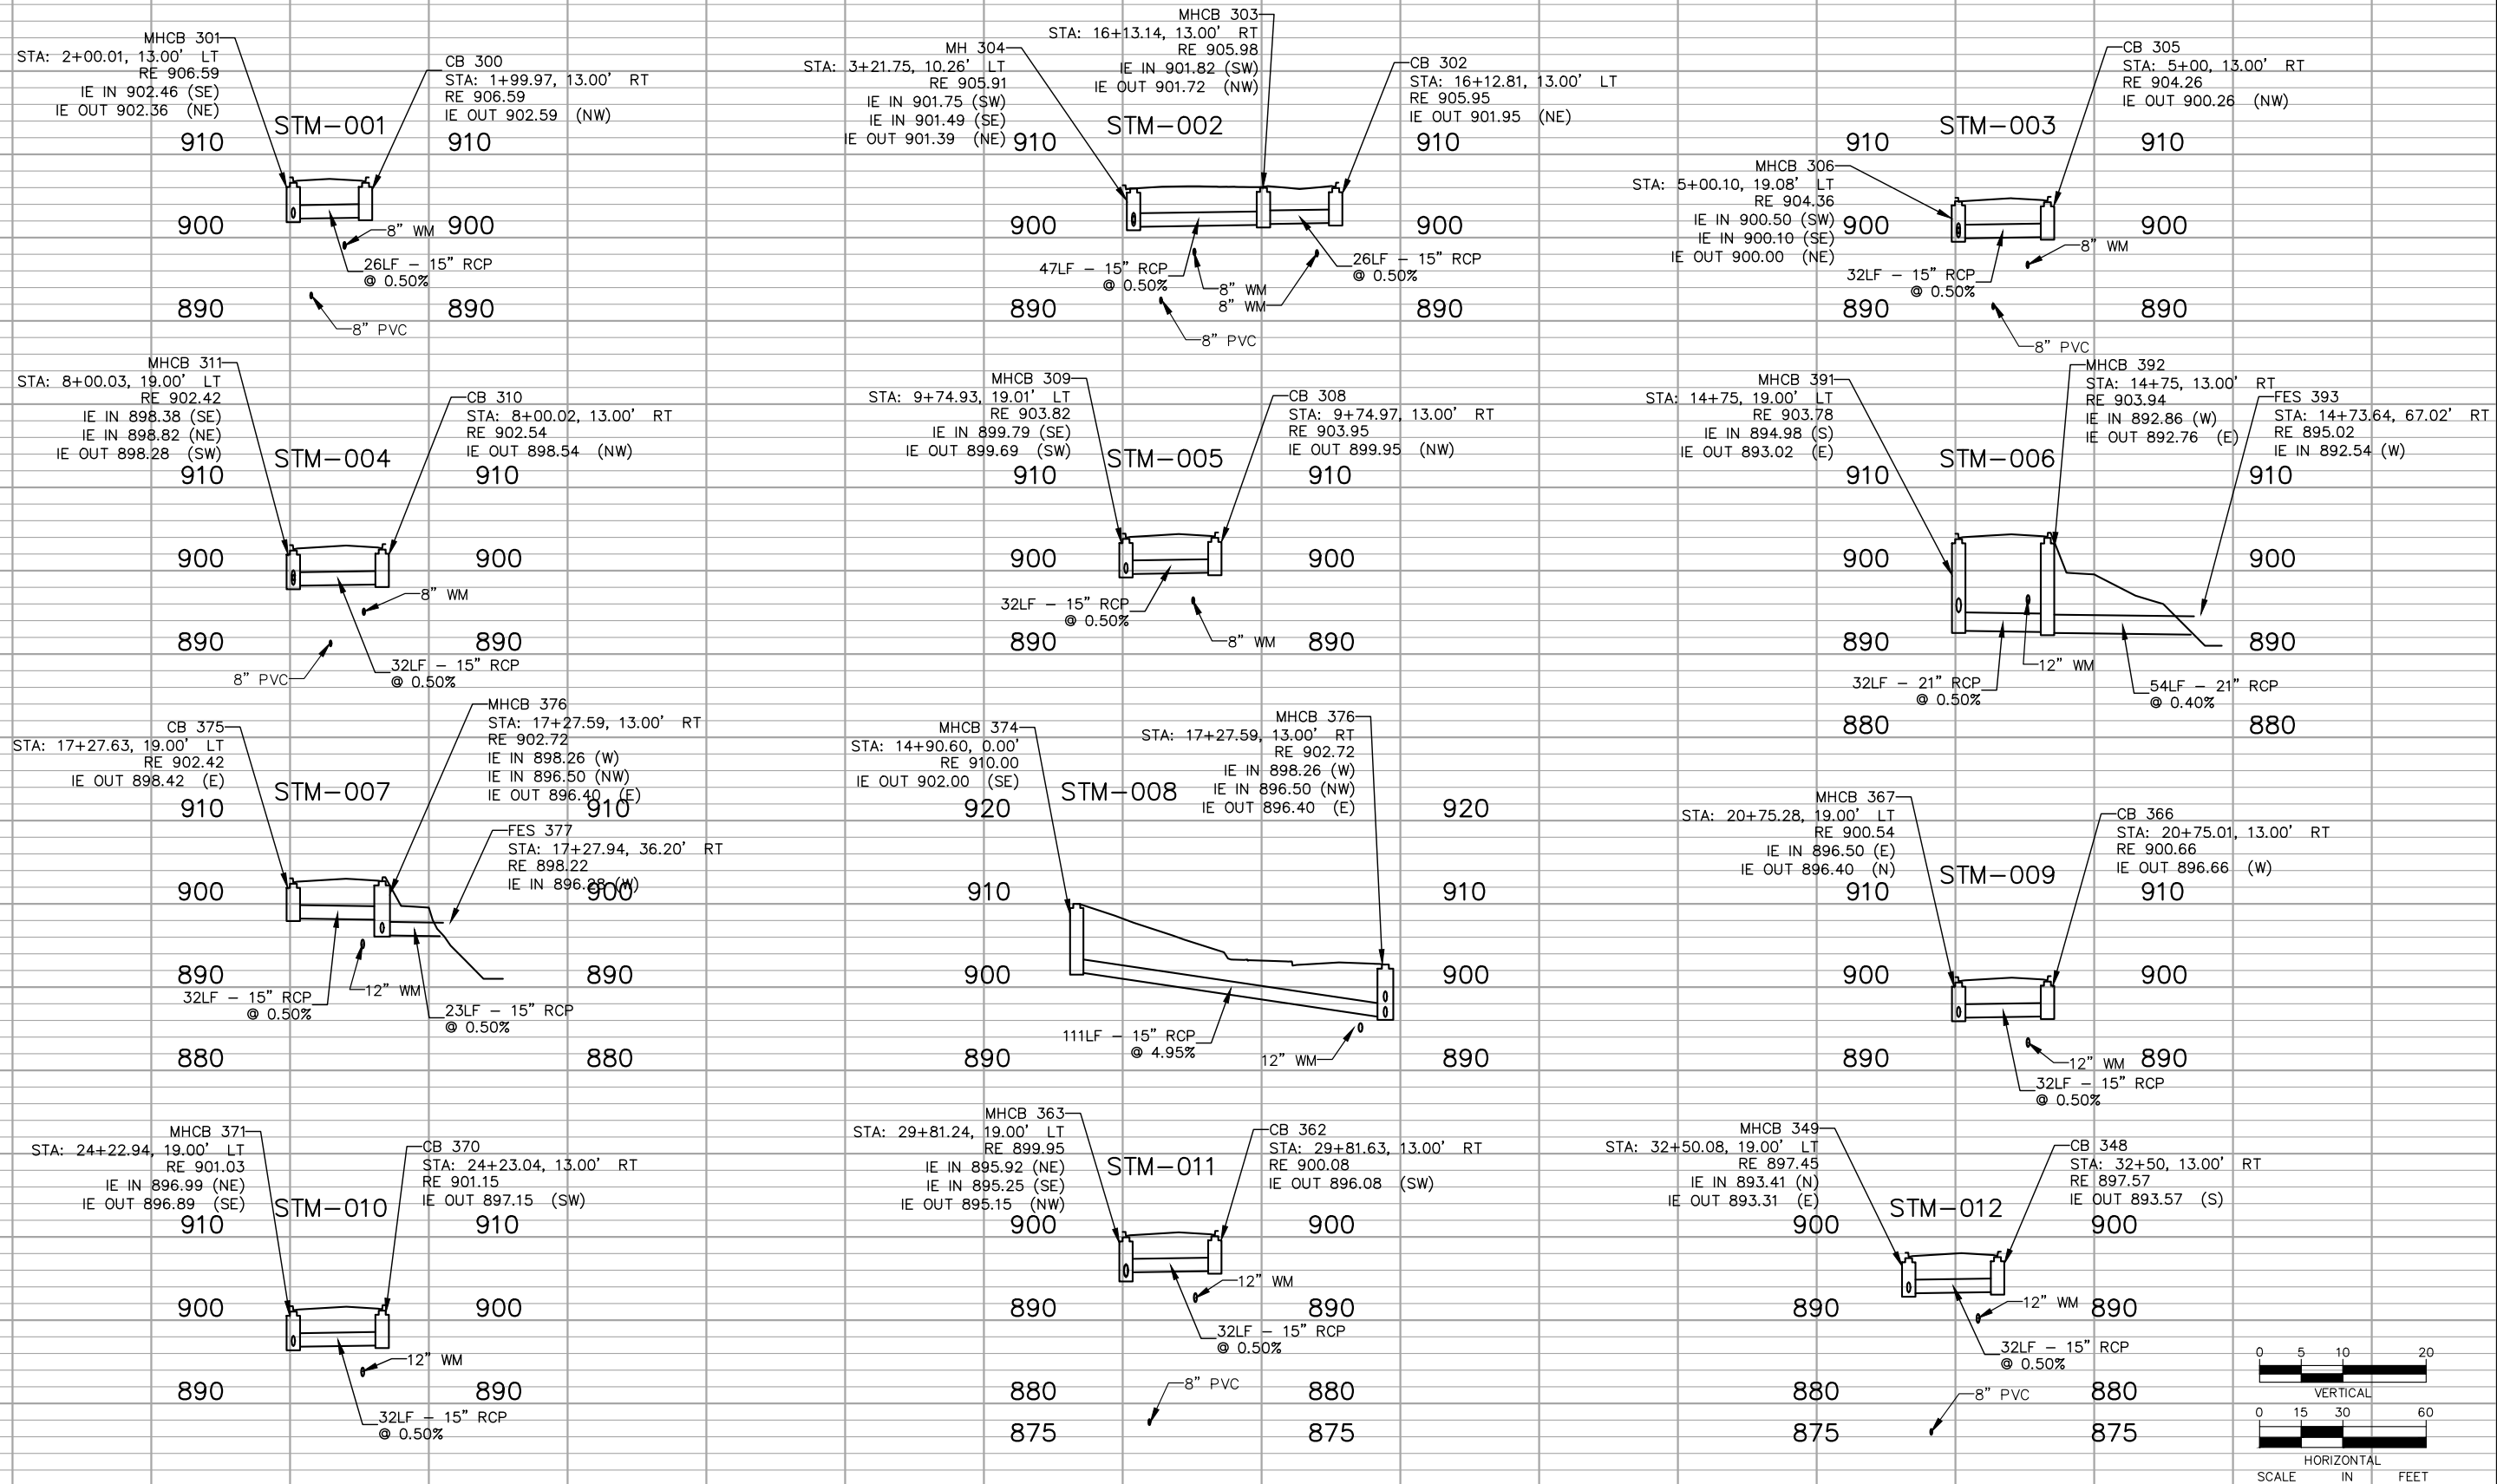 MHCB 301
STA: 2+00.01, 13.00' LT
RE 906.59
IE IN 902.46 (SE)
IE OUT 902.36 (NE)
CB 300
STA: 1+99.97, 13.00' RT
RE 906.59
IE OUT 902.59 (NW)
STM-001
910 910
900 900
8" WM
26LF - 15" RCP
@ 0.50%
890 890
8" PVC
MH 304
STA: 3+21.75, 10.26' LT
RE 905.91
IE IN 901.75 (SW)
IE IN 901.49 (SE)
IE OUT 901.39 (NE)
MHCB 303
STA: 16+13.14, 13.00' RT
RE 905.98
IE IN 901.82 (SW)
IE OUT 901.72 (NW)
CB 302
STA: 16+12.81, 13.00' LT
RE 905.95
IE OUT 901.95 (NE)
STM-002
910 910
900 900
47LF - 15" RCP
@ 0.50%
8" WM
8" WM
26LF - 15" RCP
@ 0.50%
890 890
8" PVC
CB 305
STA: 5+00, 13.00' RT
RE 904.26
IE OUT 900.26 (NW)
STM-003
910 910
MHCB 306
STA: 5+00.10, 19.08' LT
RE 904.36
IE IN 900.50 (SW)
IE IN 900.10 (SE)
IE OUT 900.00 (NE)
900 900
8" WM
32LF - 15" RCP
@ 0.50%
890 890
8" PVC
MHCB 311
STA: 8+00.03, 19.00' LT
RE 902.42
IE IN 898.38 (SE)
IE IN 898.82 (NE)
IE OUT 898.28 (SW)
CB 310
STA: 8+00.02, 13.00' RT
RE 902.54
IE OUT 898.54 (NW)
STM-004
910 910
900 900
8" WM
890 890
8" PVC
32LF - 15" RCP
@ 0.50%
MHCB 309
STA: 9+74.93, 19.01' LT
RE 903.82
IE IN 899.79 (SE)
IE OUT 899.69 (SW)
CB 308
STA: 9+74.97, 13.00' RT
RE 903.95
IE OUT 899.95 (NW)
STM-005
910 910
900 900
32LF - 15" RCP
@ 0.50%
890 890
8" WM
MHCB 391
STA: 14+75, 19.00' LT
RE 903.78
IE IN 894.98 (S)
IE OUT 893.02 (E)
MHCB 392
STA: 14+75, 13.00' RT
RE 903.94
IE IN 892.86 (W)
IE OUT 892.76 (E)
FES 393
STA: 14+73.64, 67.02' RT
RE 895.02
IE IN 892.54 (W)
STM-006
910 910
900 900
890 890
12" WM
32LF - 21" RCP
@ 0.50%
54LF - 21" RCP
@ 0.40%
880 880
CB 375
STA: 17+27.63, 19.00' LT
RE 902.42
IE OUT 898.42 (E)
MHCB 376
STA: 17+27.59, 13.00' RT
RE 902.72
IE IN 898.26 (W)
IE IN 896.50 (NW)
IE OUT 896.40 (E)
STM-007
910 910
FES 377
STA: 17+27.94, 36.20' RT
RE 898.22
IE IN 896.28 (W)
900 900
890 890
12" WM
32LF - 15" RCP
@ 0.50%
23LF - 15" RCP
@ 0.50%
880 880
MHCB 374
STA: 14+90.60, 0.00'
RE 910.00
IE OUT 902.00 (SE)
MHCB 376
STA: 17+27.59, 13.00' RT
RE 902.72
IE IN 898.26 (W)
IE IN 896.50 (NW)
IE OUT 896.40 (E)
STM-008
920 920
910 910
900 900
111LF - 15" RCP
@ 4.95%
12" WM
890 890
MHCB 367
STA: 20+75.28, 19.00' LT
RE 900.54
IE IN 896.50 (E)
IE OUT 896.40 (N)
CB 366
STA: 20+75.01, 13.00' RT
RE 900.66
IE OUT 896.66 (W)
STM-009
910 910
900 900
890 890
12" WM
32LF - 15" RCP
@ 0.50%
MHCB 371
STA: 24+22.94, 19.00' LT
RE 901.03
IE IN 896.99 (NE)
IE OUT 896.89 (SE)
CB 370
STA: 24+23.04, 13.00' RT
RE 901.15
IE OUT 897.15 (SW)
STM-010
910 910
900 900
12" WM
890 890
32LF - 15" RCP
@ 0.50%
MHCB 363
STA: 29+81.24, 19.00' LT
RE 899.95
IE IN 895.92 (NE)
IE IN 895.25 (SE)
IE OUT 895.15 (NW)
CB 362
STA: 29+81.63, 13.00' RT
RE 900.08
IE OUT 896.08 (SW)
STM-011
900 900
12" WM
890 890
32LF - 15" RCP
@ 0.50%
8" PVC
880 880
875 875
MHCB 349
STA: 32+50.08, 19.00' LT
RE 897.45
IE IN 893.41 (N)
IE OUT 893.31 (E)
CB 348
STA: 32+50, 13.00' RT
RE 897.57
IE OUT 893.57 (S)
STM-012
900 900
12" WM
890 890
32LF - 15" RCP
@ 0.50%
880 880
8" PVC
875 875
0 5 10 20
VERTICAL
0 15 30 60
HORIZONTAL
SCALE IN FEET